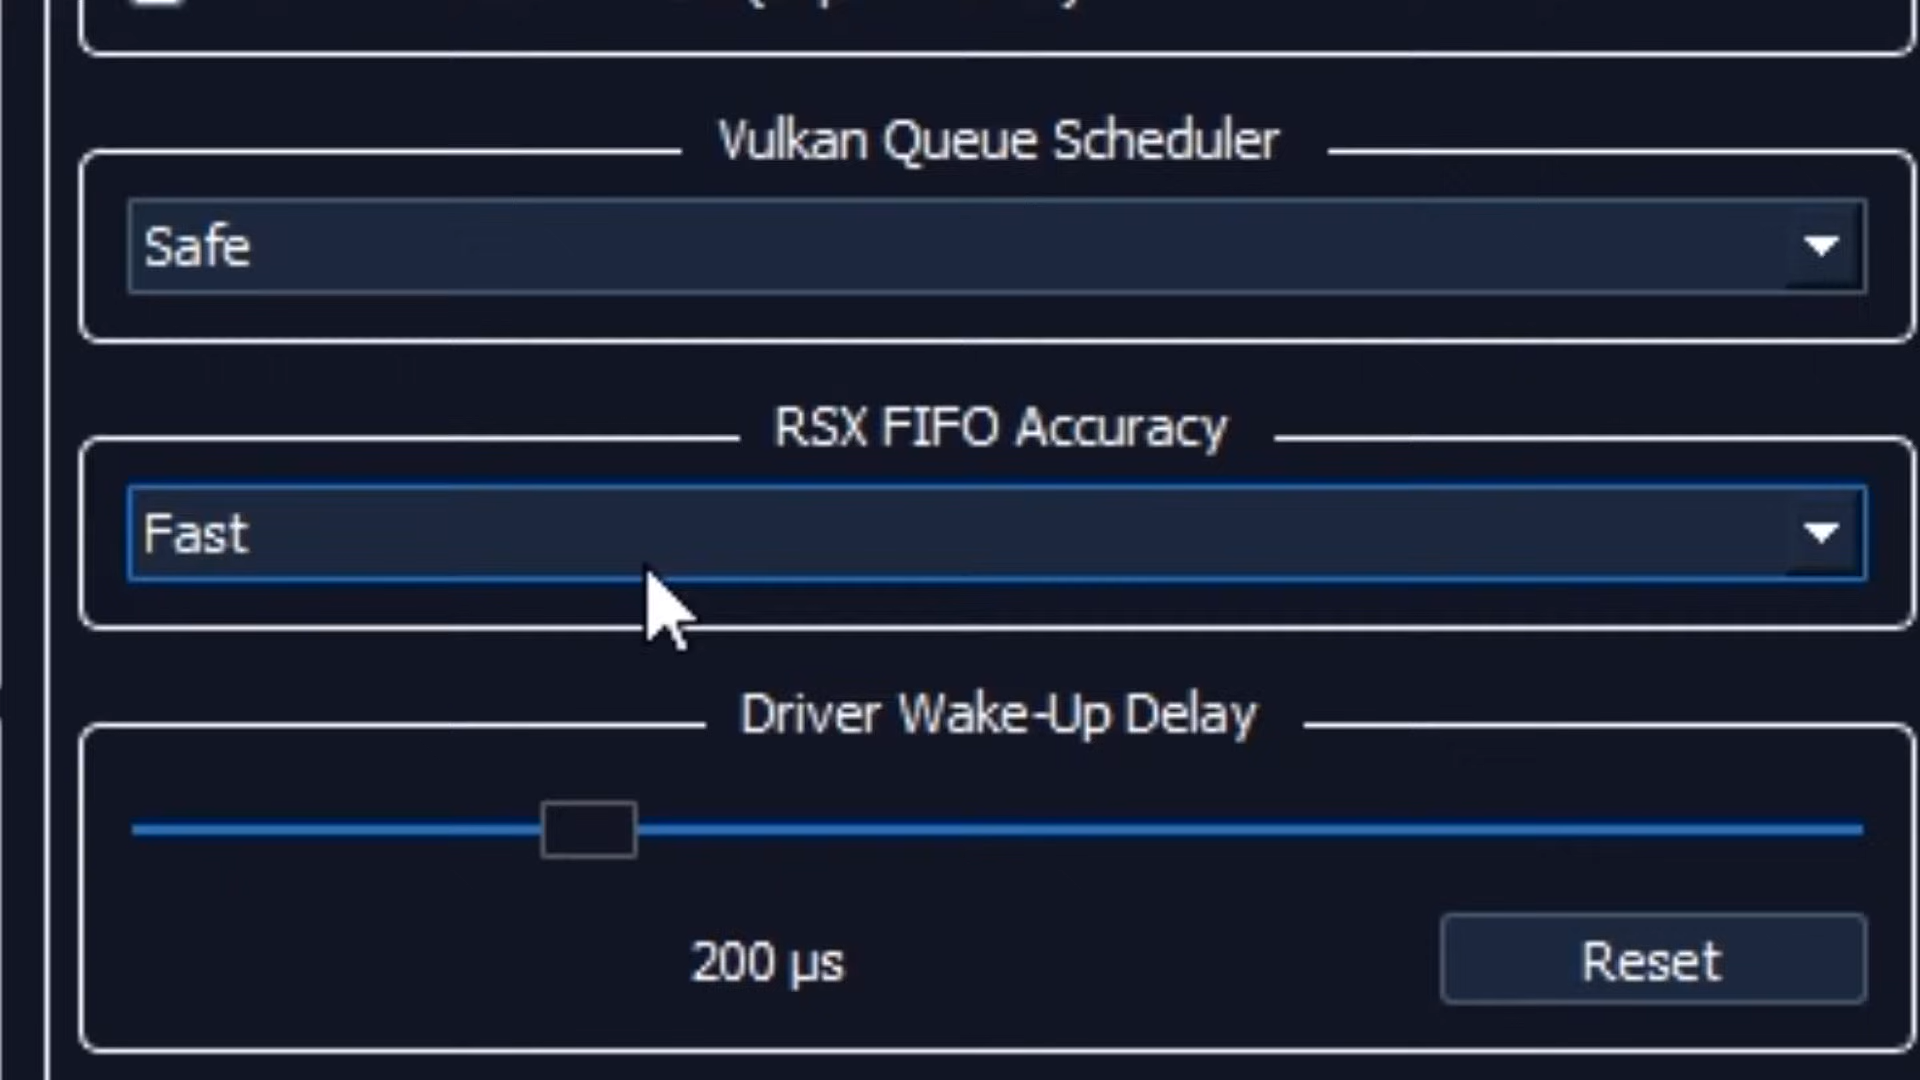 Vulkan Queue Scheduler
Safe
RSX FIFO Accuracy
Fast
Driver Wake-Up Delay
200 µs
Reset